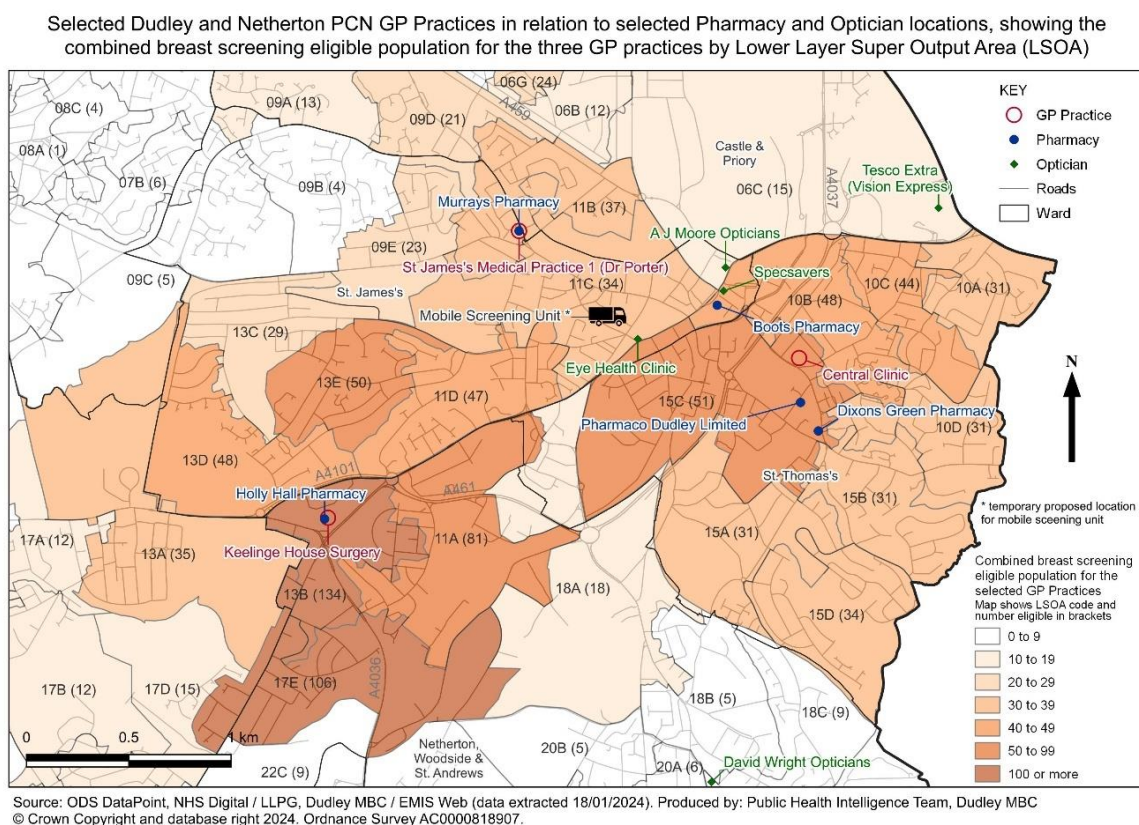 Selected Dudley and Netherton PCN GP Practices in relation to selected Pharmacy and Optician locations, showing the
combined breast screening eligible population for the three GP practices by Lower Layer Super Output Area (LSOA)
KEY
GP Practice
Pharmacy
Optician
Roads
Ward
08C (4)
09A (13)
09D (21)
A459
06G (24)
06B (12)
08A (1)
07B (6)
09B (4)
Castle &
Priory
06C (15)
A4037
Tesco Extra
(Vision Express)
Murrays Pharmacy
11B (37)
09E (23)
A J Moore Opticians
St James's Medical Practice 1 (Dr Porter)
Specsavers
09C (5)
St. James's
11C (34)
10B (48)
10C (44)
10A (31)
Mobile Screening Unit *
Boots Pharmacy
13C (29)
Eye Health Clinic
Central Clinic
13E (50)
11D (47)
15C (51)
Pharmaco Dudley Limited
Dixons Green Pharmacy
10D (31)
N
13D (48)
A4101
A461
St. Thomas's
15B (31)
Holly Hall Pharmacy
* temporary proposed location
for mobile sceening unit
17A (12)
13A (35)
Keelinge House Surgery
11A (81)
15A (31)
13B (134)
18A (18)
15D (34)
Combined breast screening
eligible population for the
selected GP Practices
Map shows LSOA code and
number eligible in brackets
0 to 9
10 to 19
20 to 29
30 to 39
40 to 49
50 to 99
100 or more
17B (12)
17D (15)
17E (106)
A4036
18B (5)
18C (9)
0 0.5 1 km
22C (9)
Netherton,
Woodside &
St. Andrews
20B (5)
20A (6)
David Wright Opticians
Source: ODS DataPoint, NHS Digital / LLPG, Dudley MBC / EMIS Web (data extracted 18/01/2024). Produced by: Public Health Intelligence Team, Dudley MBC
© Crown Copyright and database right 2024. Ordnance Survey AC0000818907.